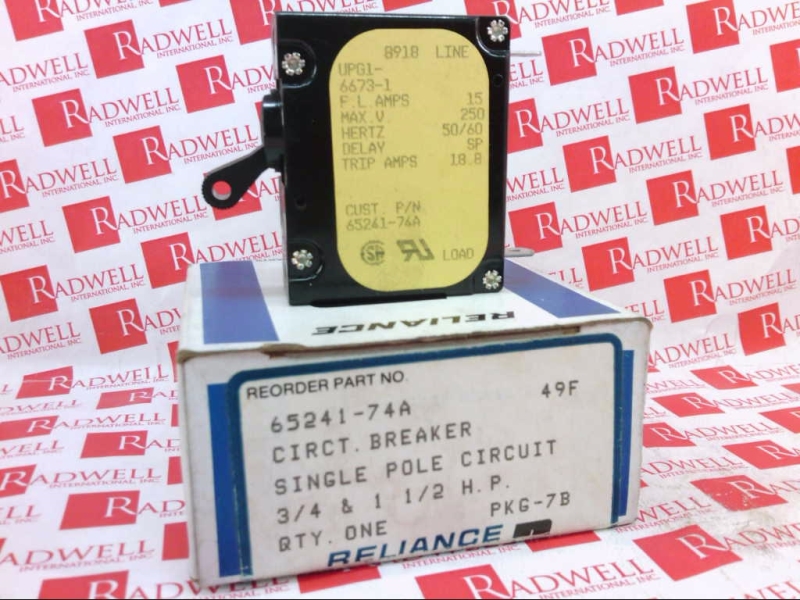 8918 LINE
UPG1-
6673-1
F.L.AMPS 15
MAX.V. 250
HERTZ 50/60
DELAY SP
TRIP AMPS 18.8
CUST. P/N
65241-74A
LOAD
RELIANCE
REORDER PART NO.
49F
65241-74A
CIRCT.BREAKER
SINGLE POLE CIRCUIT
3/4 & 1 1/2 H.P.
QTY.ONE PKG-7B
RELIANCE
RADWELL
INTERNATIONAL, INC.